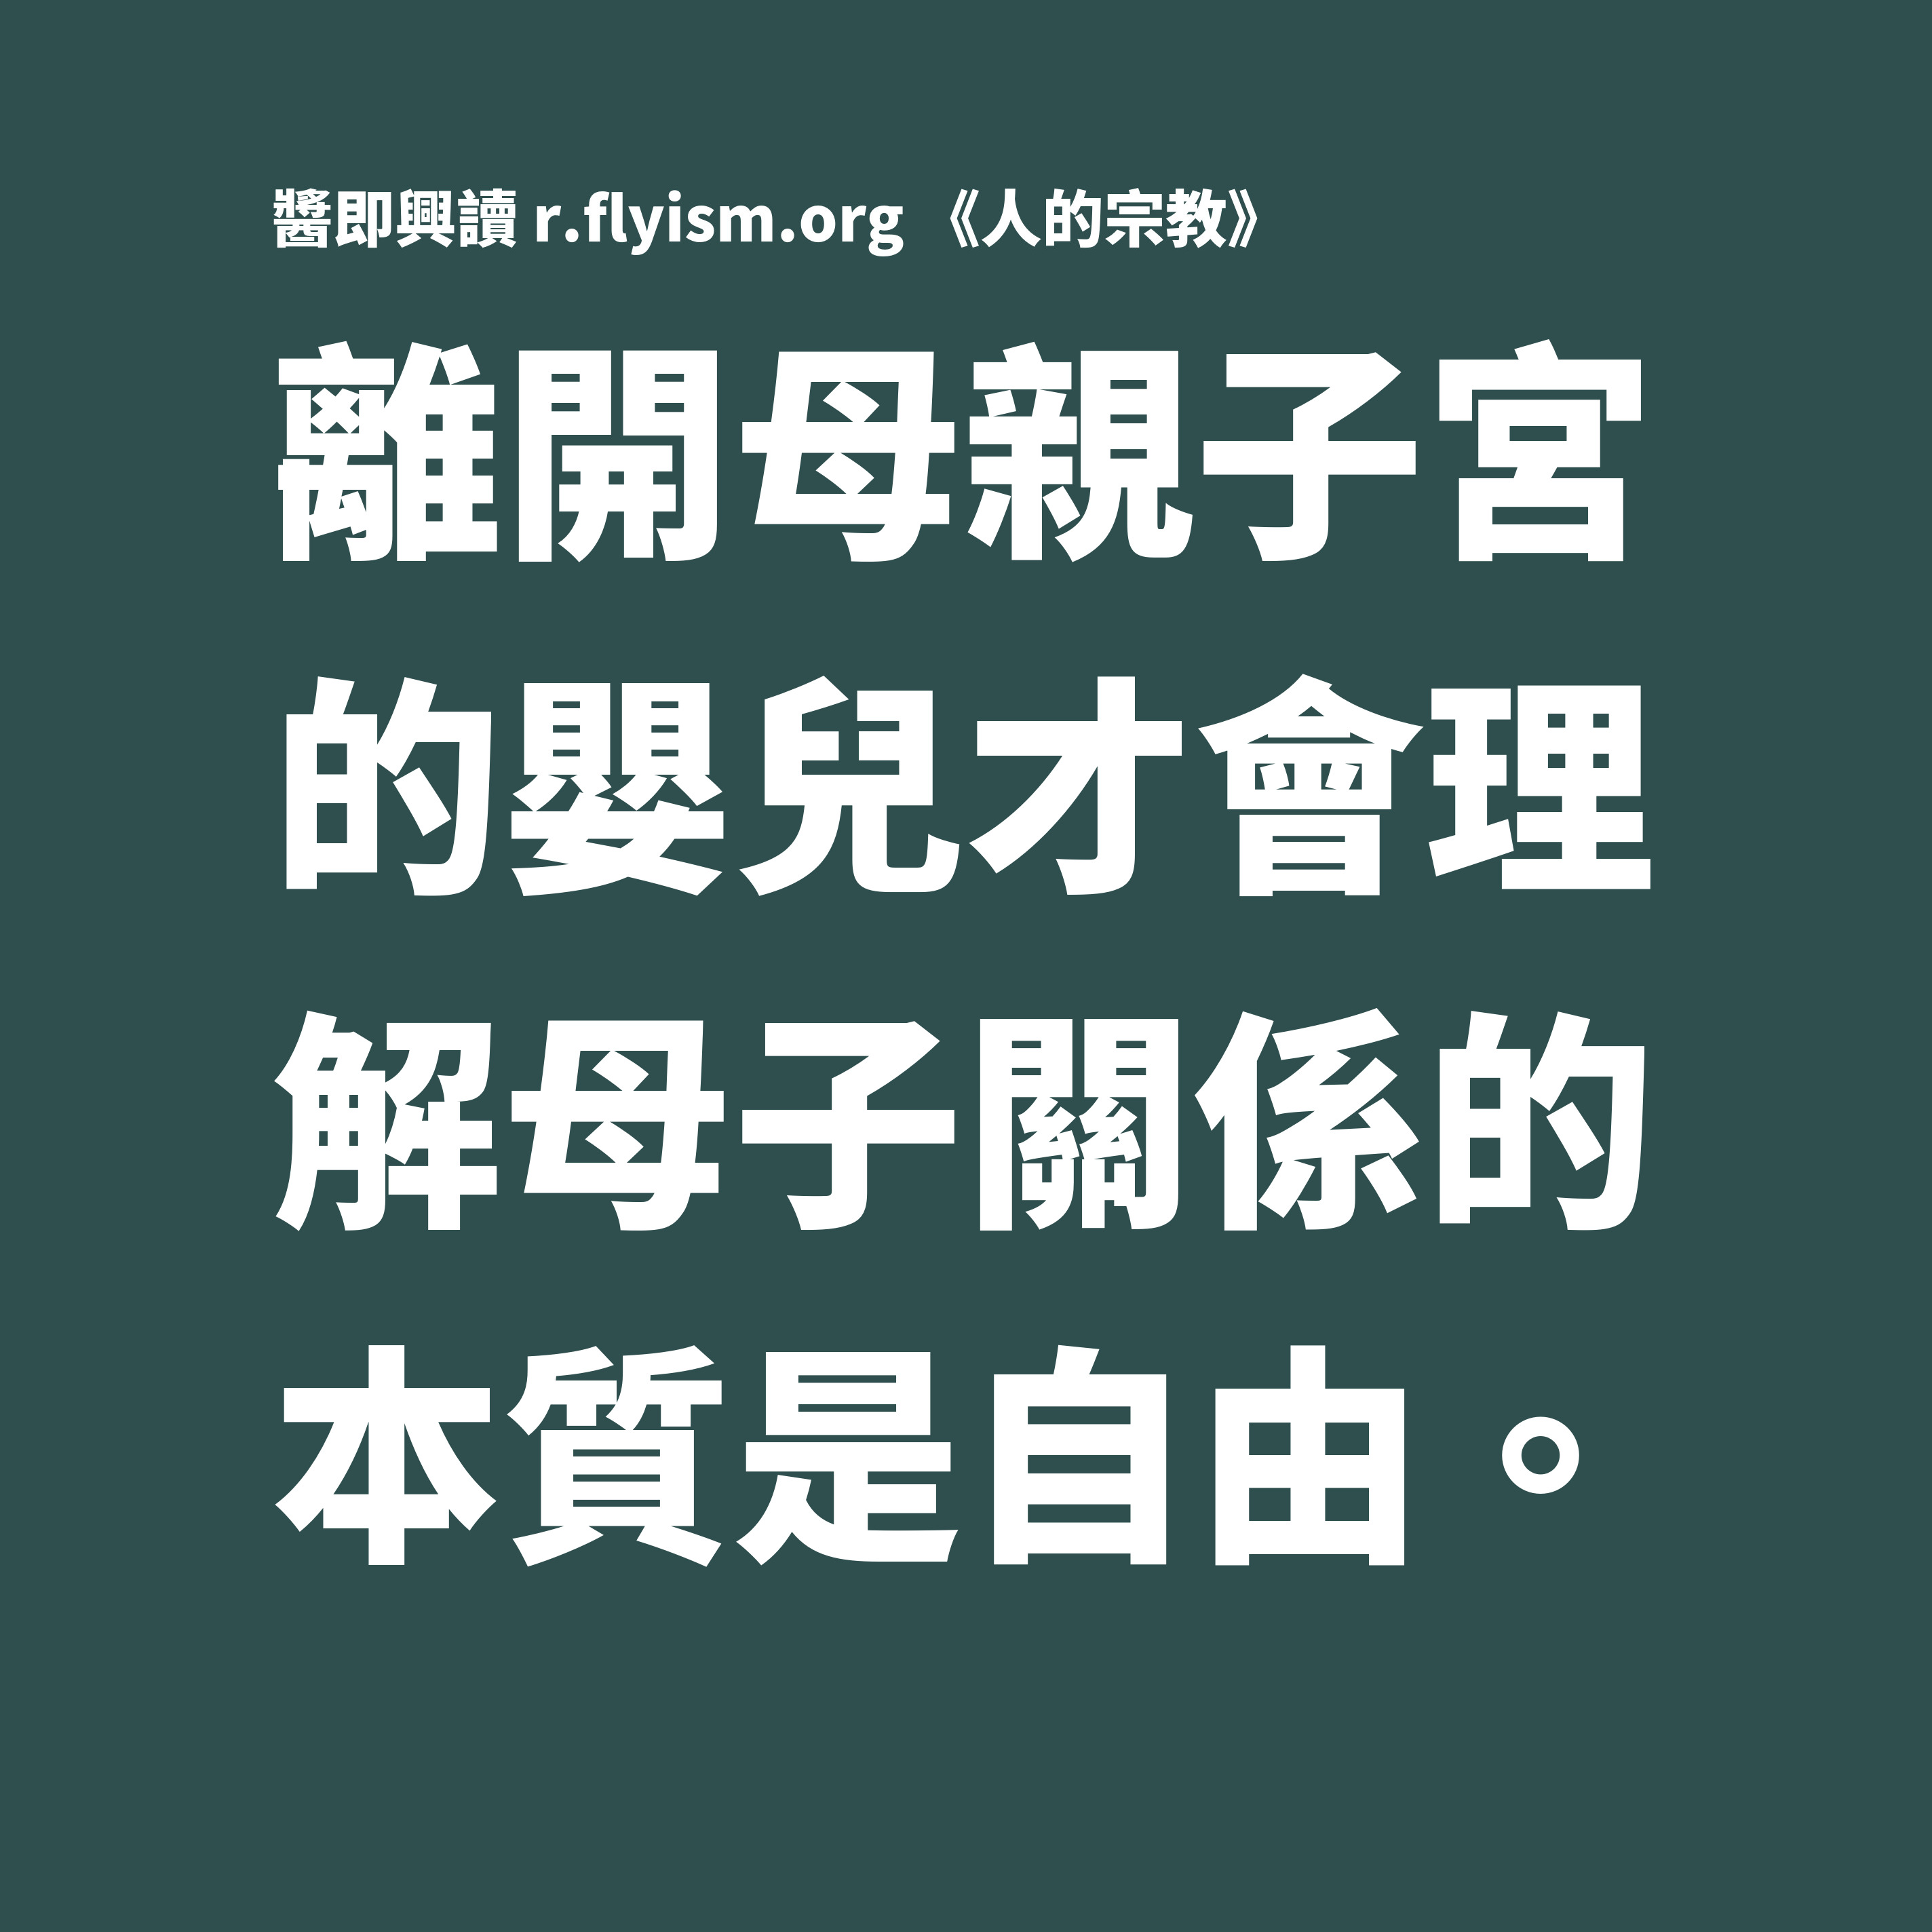 醬即興讀 r.flyism.org 《人的宗教》
離開母親子宮
的嬰兒才會理
解母子關係的
本質是自由。